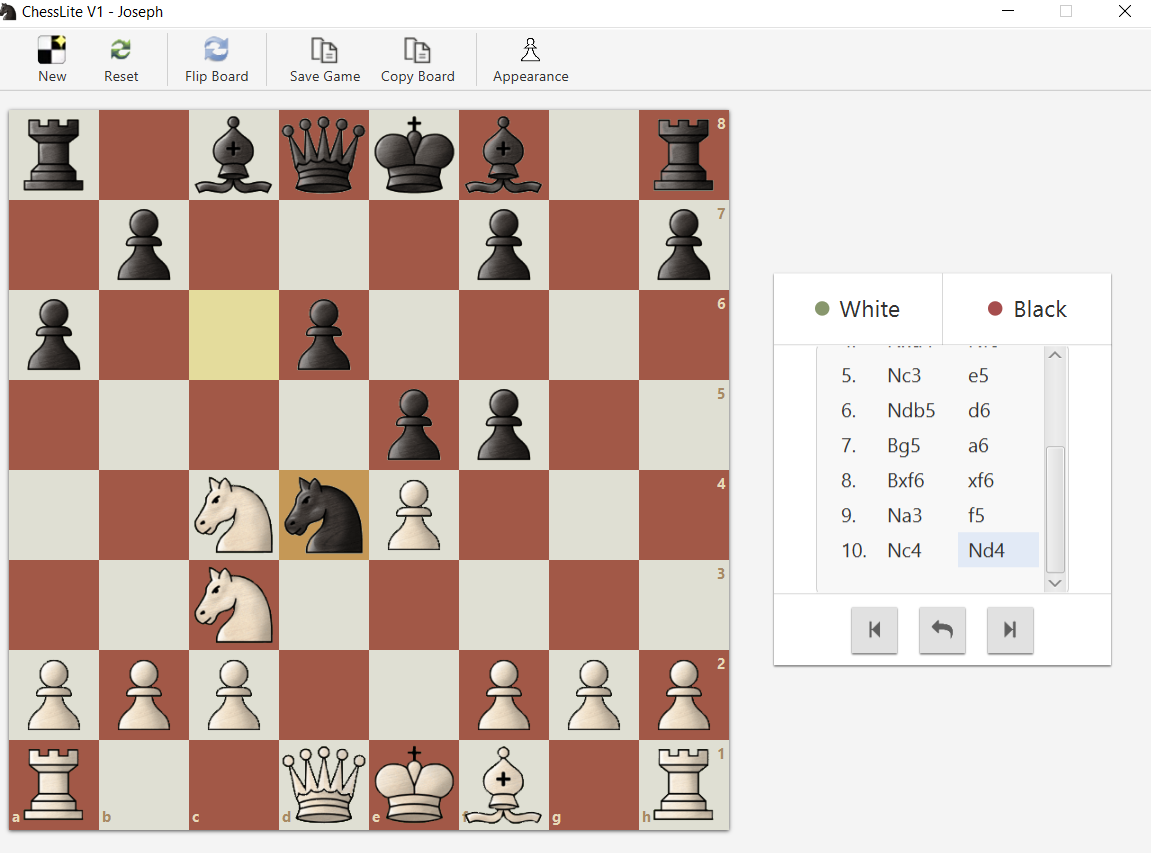 ChessLite V1 - Joseph
New Reset Flip Board Save Game Copy Board Appearance
8
7
6
5
4
3
2
1
a b c d e f g h
White Black
5. Nc3 e5
6. Ndb5 d6
7. Bg5 a6
8. Bxf6 xf6
9. Na3 f5
10. Nc4 Nd4